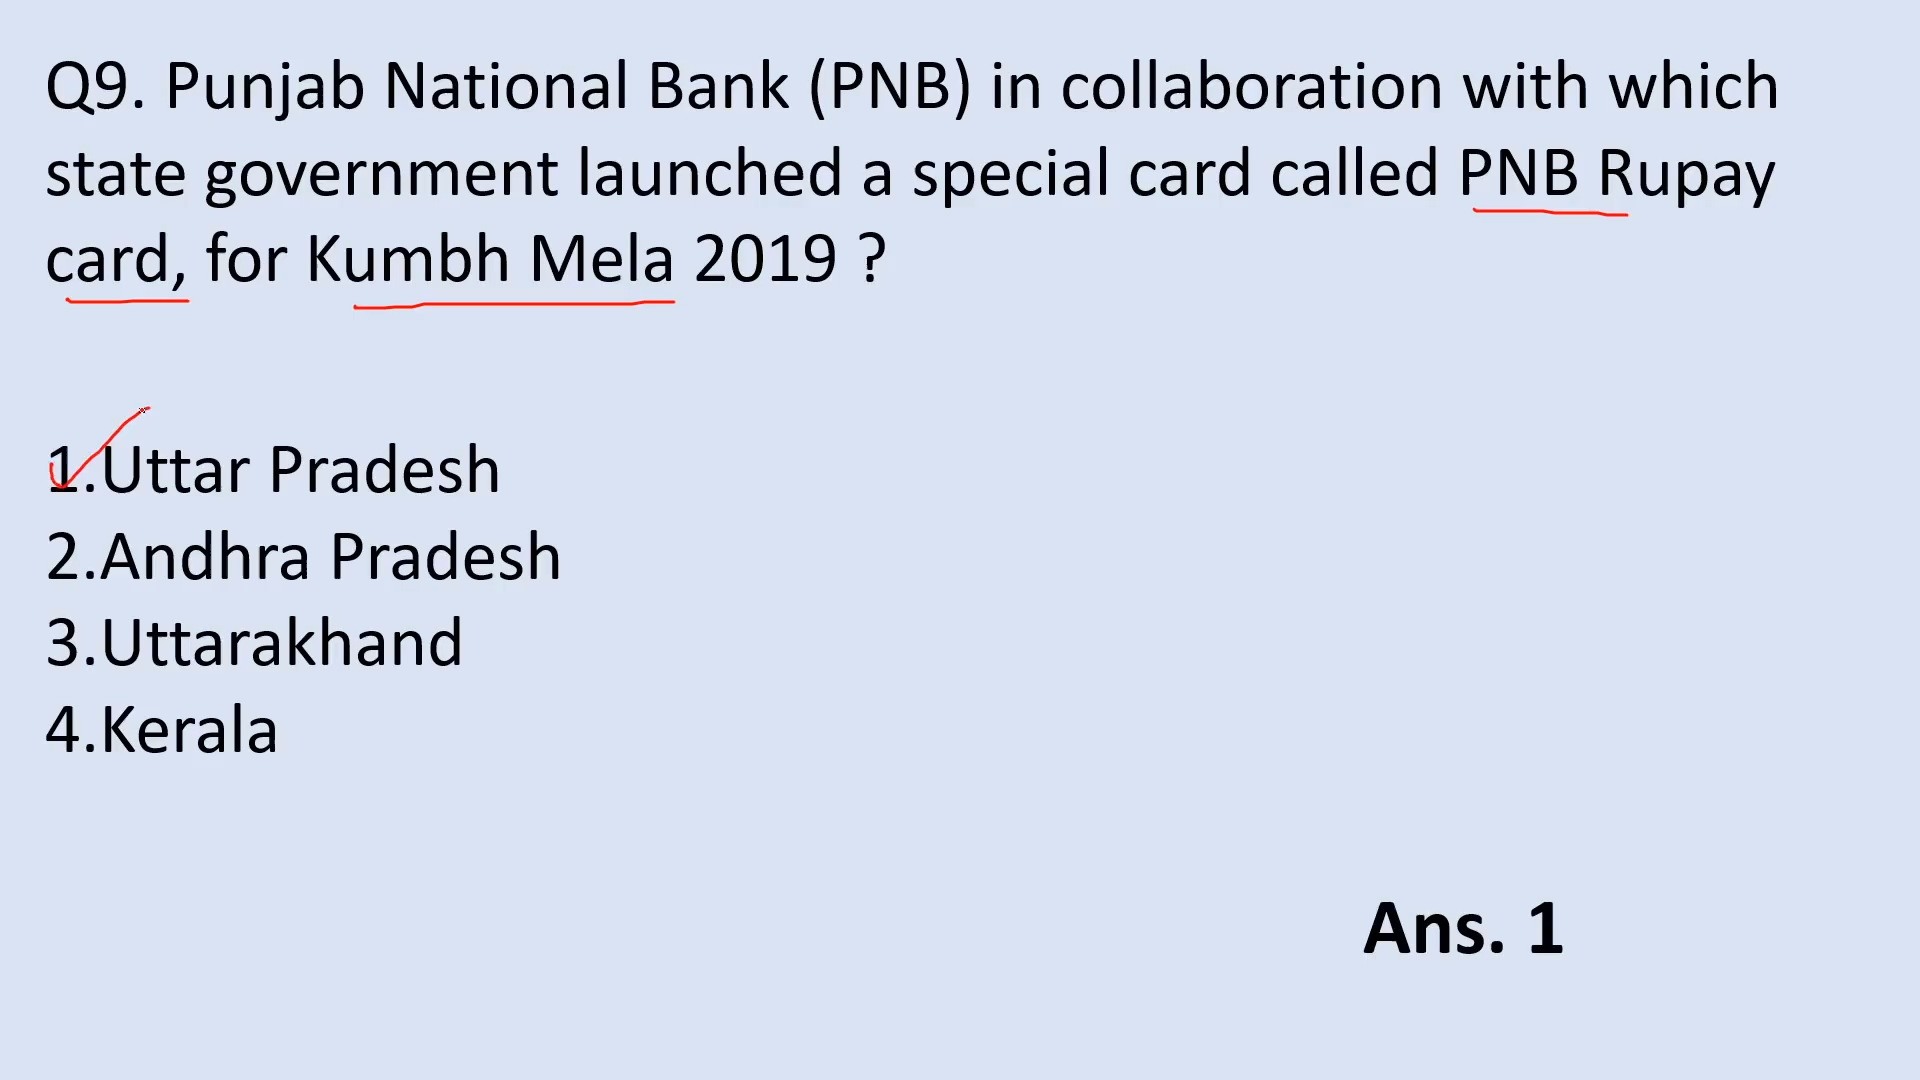 Q9. Punjab National Bank (PNB) in collaboration with which
state government launched a special card called PNB Rupay
card, for Kumbh Mela 2019 ?
1.Uttar Pradesh
2.Andhra Pradesh
3.Uttarakhand
4.Kerala
Ans. 1